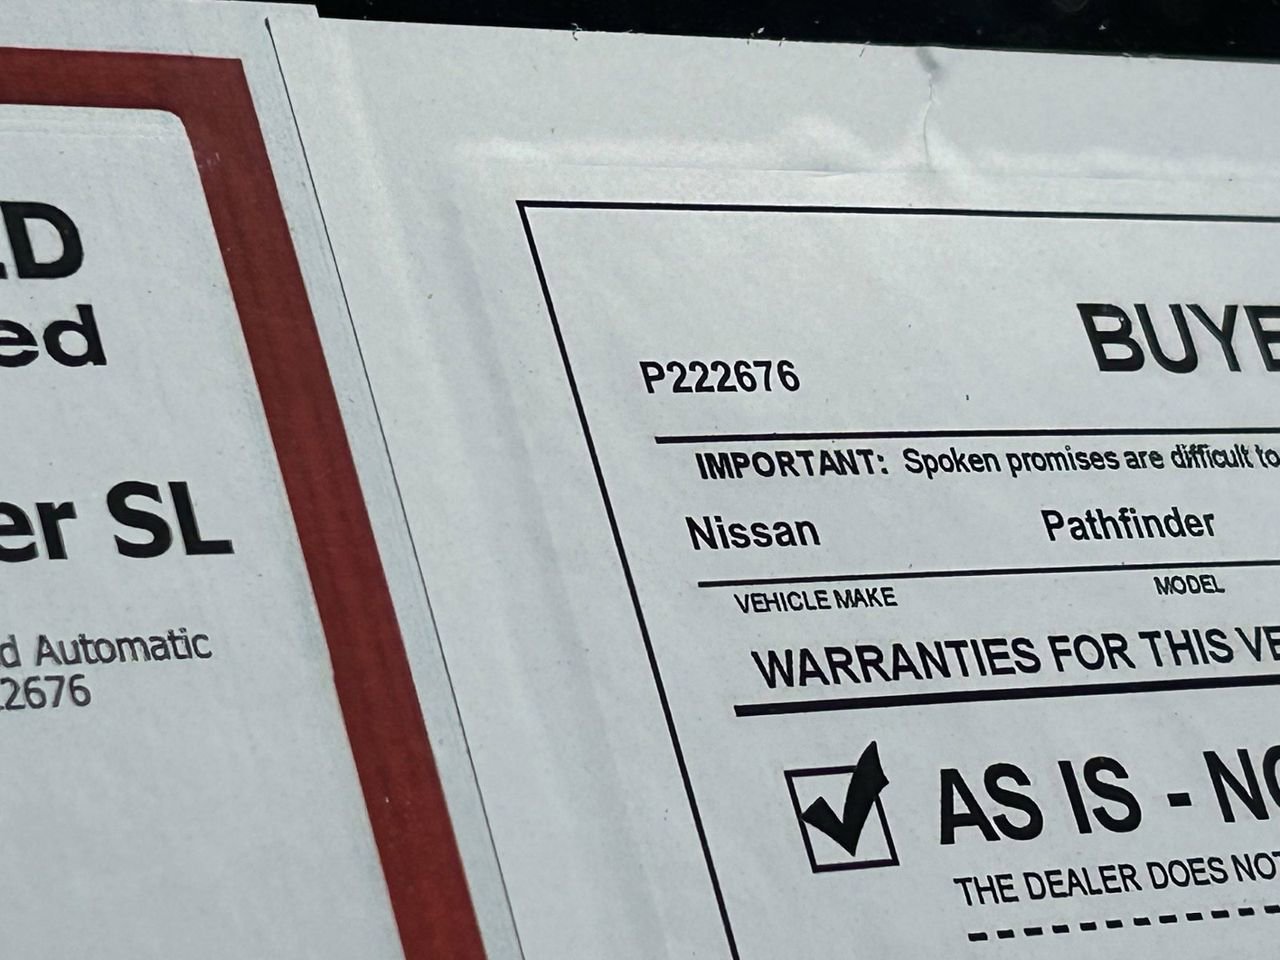 ed
er SL
d Automatic
2676
BUYE
P222676
IMPORTANT: Spoken promises are difficult to
Nissan Pathfinder
VEHICLE MAKE MODEL
WARRANTIES FOR THIS VE
AS IS - NO
THE DEALER DOES NOT